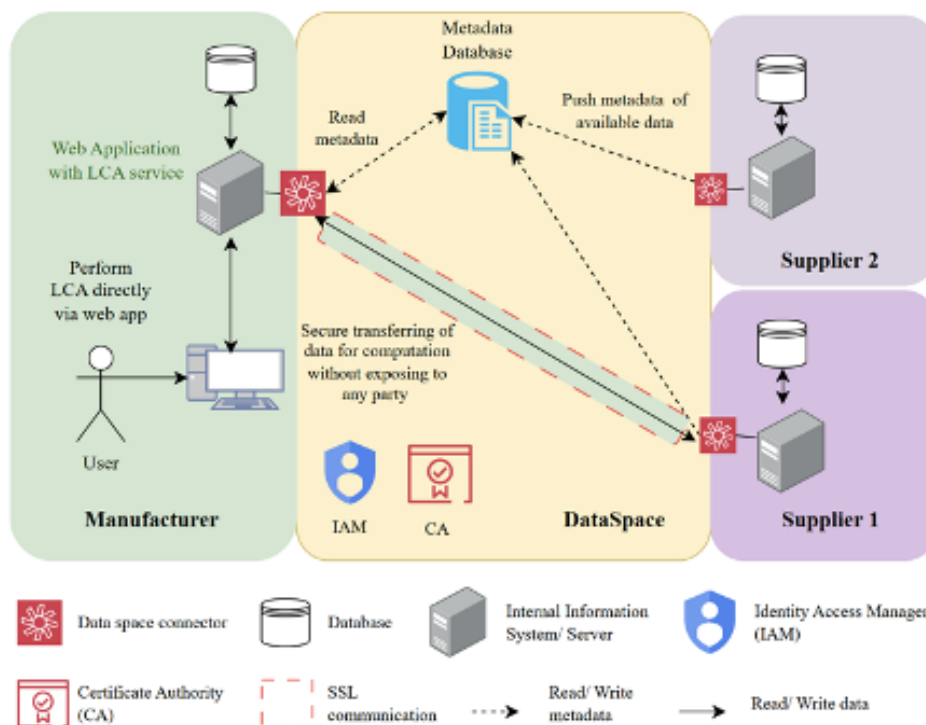 Metadata
Database
Read
metadata
Push metadata of
available data
Web Application
with LCA service
Supplier 2
Perform
LCA directly
via web app
Secure transferring of
data for computation
without exposing to
any party
User
IAM
CA
Manufacturer
DataSpace
Supplier 1
Data space connector
Database
Internal Information
System/ Server
Identity Access Manager
(IAM)
Certificate Authority
(CA)
SSL
communication
Read/ Write
metadata
Read/ Write data